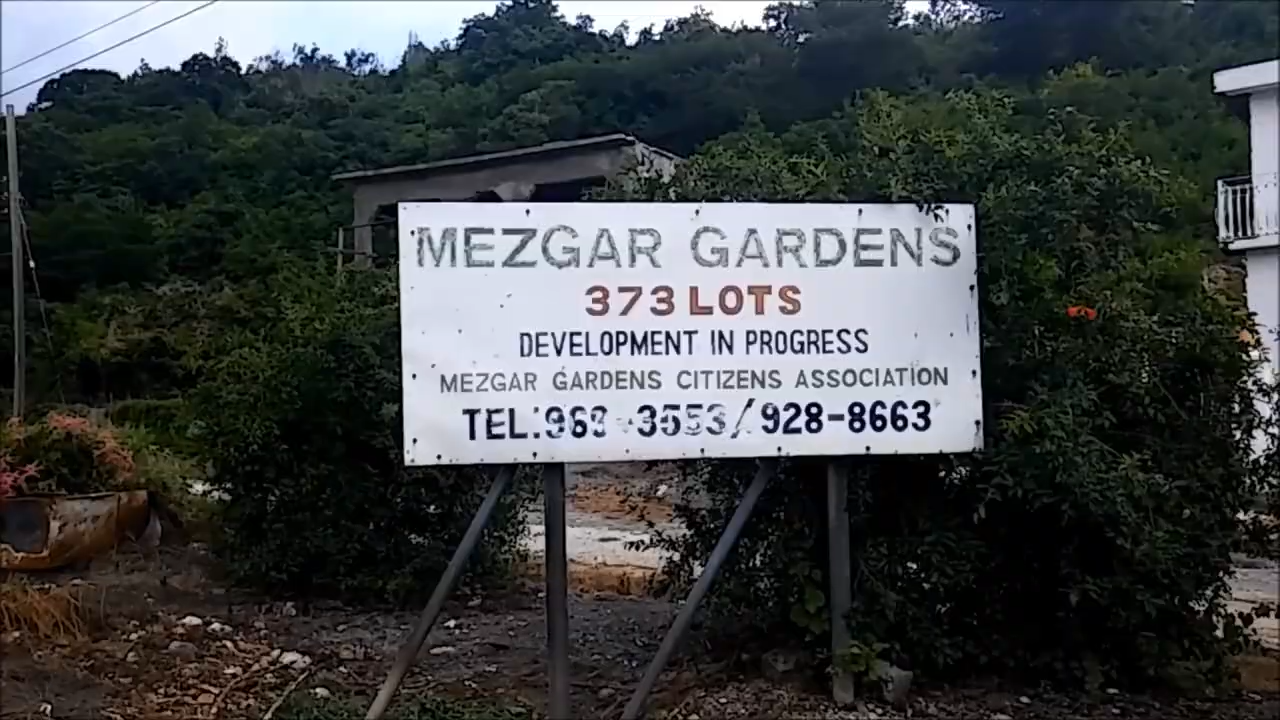 MEZGAR GARDENS
373 LOTS
DEVELOPMENT IN PROGRESS
MEZGAR GARDENS CITIZENS ASSOCIATION
TEL: / 928-8663